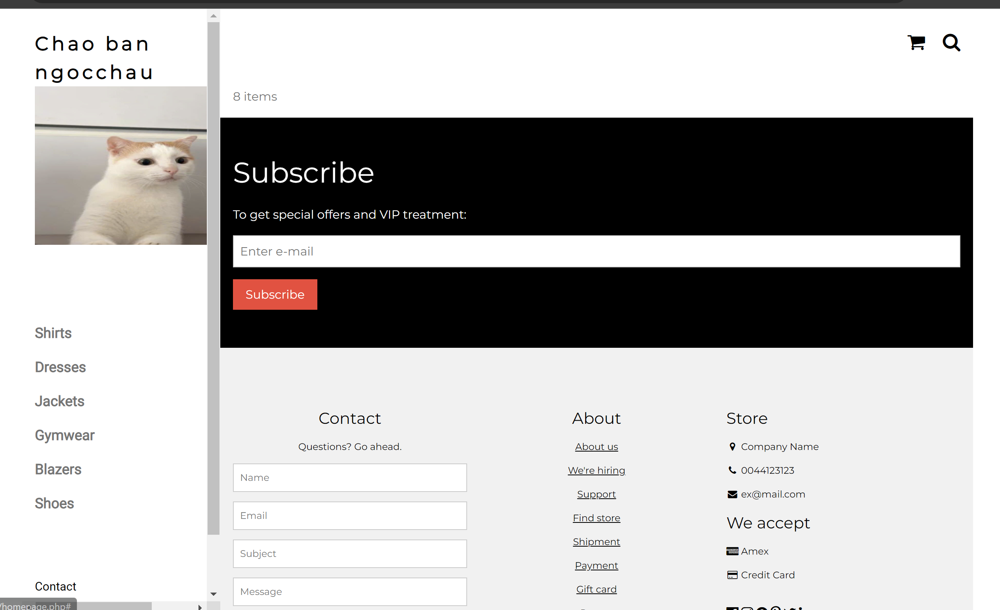 Chao ban
ngocchau
8 items
Subscribe
To get special offers and VIP treatment:
Enter e-mail
Subscribe
Shirts
Dresses
Jackets
Gymwear
Blazers
Shoes
Contact
/homepage.php#
Contact
Questions? Go ahead.
Name
Email
Subject
Message
About
About us
We're hiring
Support
Find store
Shipment
Payment
Gift card
Store
Company Name
0044123123
ex@mail.com
We accept
Amex
Credit Card